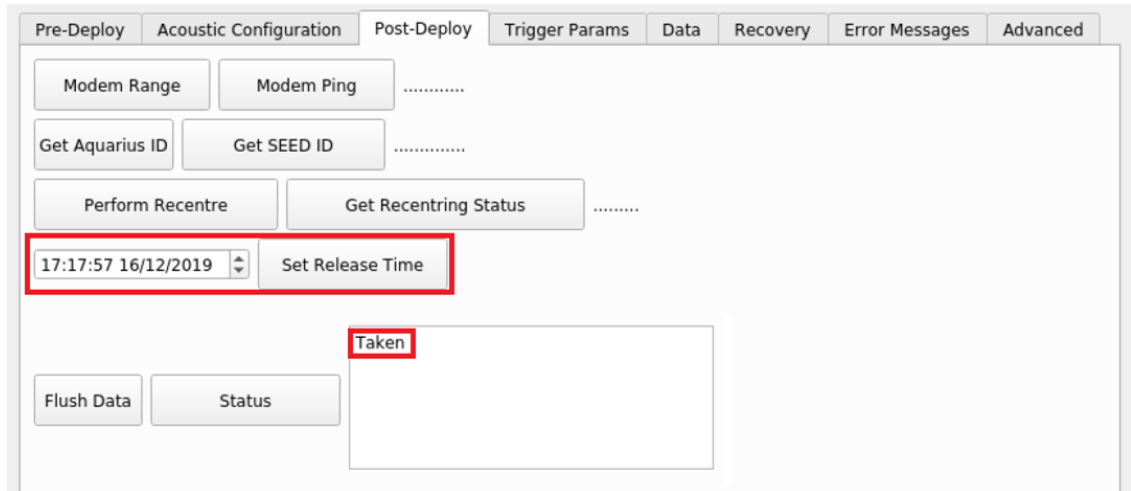 Pre-Deploy Acoustic Configuration Post-Deploy Trigger Params Data Recovery Error Messages Advanced
Modem Range Modem Ping ............
Get Aquarius ID Get SEED ID ..............
Perform Recentre Get Recentring Status .........
17:17:57 16/12/2019 Set Release Time
Taken
Flush Data Status